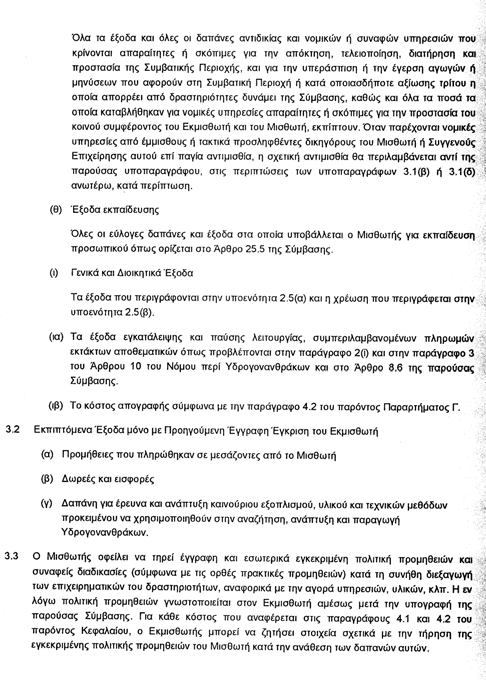 Όλα τα έξοδα και όλες οι δαπάνες αντιδικίας και νομικών ή συναφών υπηρεσιών που
κρίνονται απαραίτητες ή σκόπιμες για την απόκτηση, τελειοποίηση, διατήρηση και
προστασία της Συμβατικής Περιοχής, και για την υπεράσπιση ή την έγερση αγωγών ή
μηνύσεων που αφορούν στη Συμβατική Περιοχή ή κατά οποιασδήποτε αξίωσης τρίτου η
οποία απορρέει από δραστηριότητες δυνάμει της Σύμβασης, καθώς και όλα τα ποσά τα
οποία καταβλήθηκαν για νομικές υπηρεσίες απαραίτητες ή σκόπιμες για την προστασία του
κοινού συμφέροντος του Εκμισθωτή και του Μισθωτή, εκπίπτουν. Όταν παρέχονται νομικές
υπηρεσίες από έμμισθους ή τακτικά προσληφθέντες δικηγόρους του Μισθωτή ή Συγγενούς
Επιχείρησης αυτού επί παγία αντιμισθία, η σχετική αντιμισθία θα περιλαμβάνεται αντί της
παρούσας υποπαραγράφου, στις περιπτώσεις των υποπαραγράφων 3.1(β) ή 3.1(δ)
ανωτέρω, κατά περίπτωση.
(θ) Έξοδα εκπαίδευσης
Όλες οι εύλογες δαπάνες και έξοδα στα οποία υποβάλλεται ο Μισθωτής για εκπαίδευση
προσωπικού όπως ορίζεται στο Άρθρο 25.5 της Σύμβασης.
(ι) Γενικά και Διοικητικά Έξοδα
Τα έξοδα που περιγράφονται στην υποενότητα 2.5(α) και η χρέωση που περιγράφεται στην
υποενότητα 2.5(β).
(ια) Τα έξοδα εγκατάλειψης και παύσης λειτουργίας, συμπεριλαμβανομένων πληρωμών
εκτάκτων αποθεματικών όπως προβλέπονται στην παράγραφο 2(i) και στην παράγραφο 3
του Άρθρου 10 του Νόμου περί Υδρογονανθράκων και στο Άρθρο 8.6 της παρούσας
Σύμβασης.
(ιβ) Το κόστος απογραφής σύμφωνα με την παράγραφο 4.2 του παρόντος Παραρτήματος Γ.
3.2 Εκπιπτόμενα Έξοδα μόνο με Προηγούμενη Έγγραφη Έγκριση του Εκμισθωτή
(α) Προμήθειες που πληρώθηκαν σε μεσάζοντες από το Μισθωτή
(β) Δωρεές και εισφορές
(γ) Δαπάνη για έρευνα και ανάπτυξη καινούριου εξοπλισμού, υλικού και τεχνικών μεθόδων
προκειμένου να χρησιμοποιηθούν στην αναζήτηση, ανάπτυξη και παραγωγή
Υδρογονανθράκων.
3.3 Ο Μισθωτής οφείλει να τηρεί έγγραφη και εσωτερικά εγκεκριμένη πολιτική προμηθειών και
συναφείς διαδικασίες (σύμφωνα με τις ορθές πρακτικές προμηθειών) κατά τη συνήθη διεξαγωγή
των επιχειρηματικών του δραστηριοτήτων, αναφορικά με την αγορά υπηρεσιών, υλικών, κλπ. Η εν
λόγω πολιτική προμηθειών γνωστοποιείται στον Εκμισθωτή αμέσως μετά την υπογραφή της
παρούσας Σύμβασης. Για κάθε κόστος που αναφέρεται στις παραγράφους 4.1 και 4.2 του
παρόντος Κεφαλαίου, ο Εκμισθωτής μπορεί να ζητήσει στοιχεία σχετικά με την τήρηση της
εγκεκριμένης πολιτικής προμηθειών του Μισθωτή κατά την ανάθεση των δαπανών αυτών.